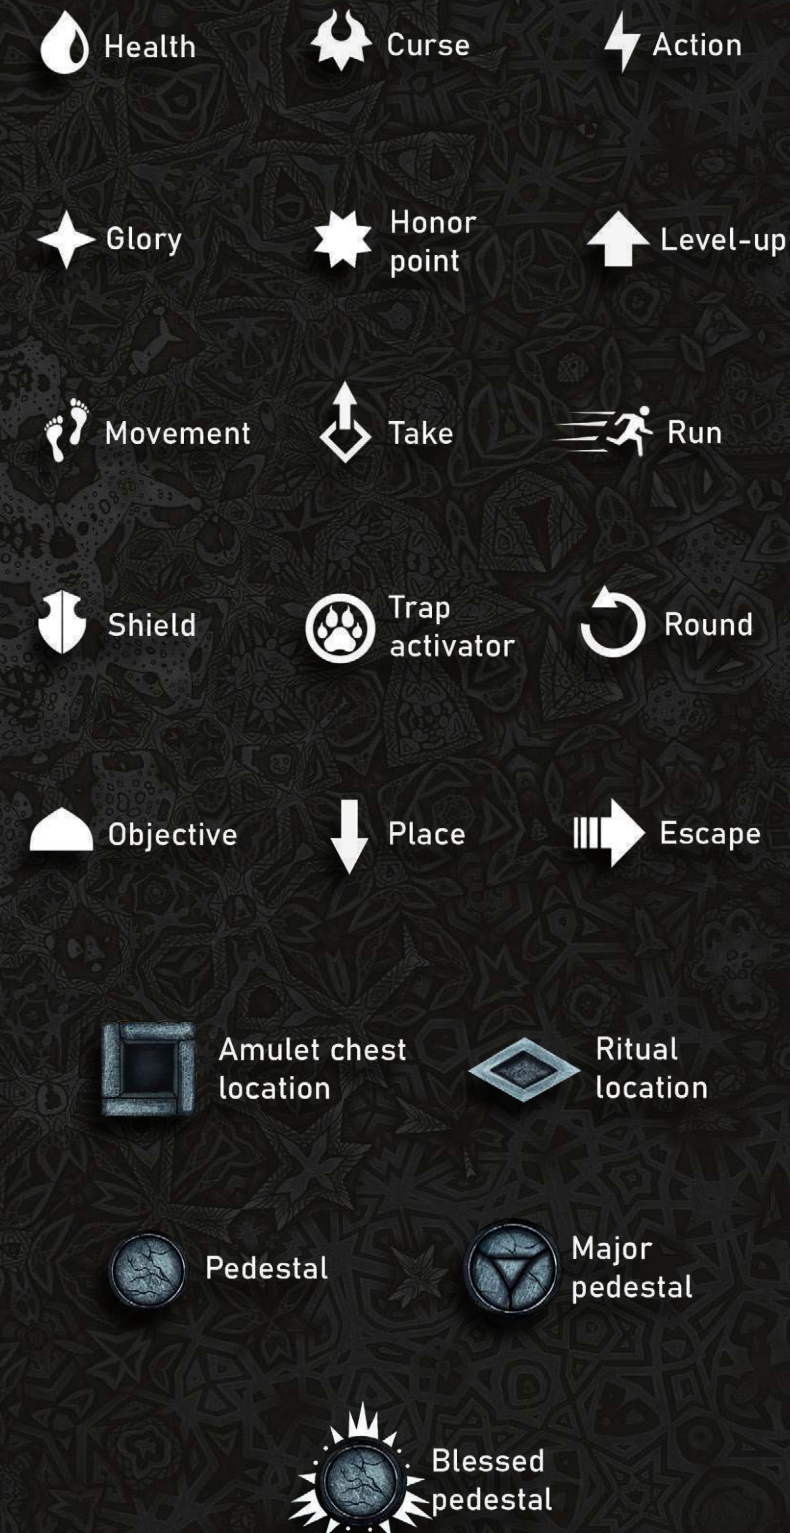 Health
Curse
Action
Glory
Honor
point
Level-up
Movement
Take
Run
Shield
Trap
activator
Round
Objective
Place
Escape
Amulet chest
location
Ritual
location
Pedestal
Major
pedestal
Blessed
pedestal